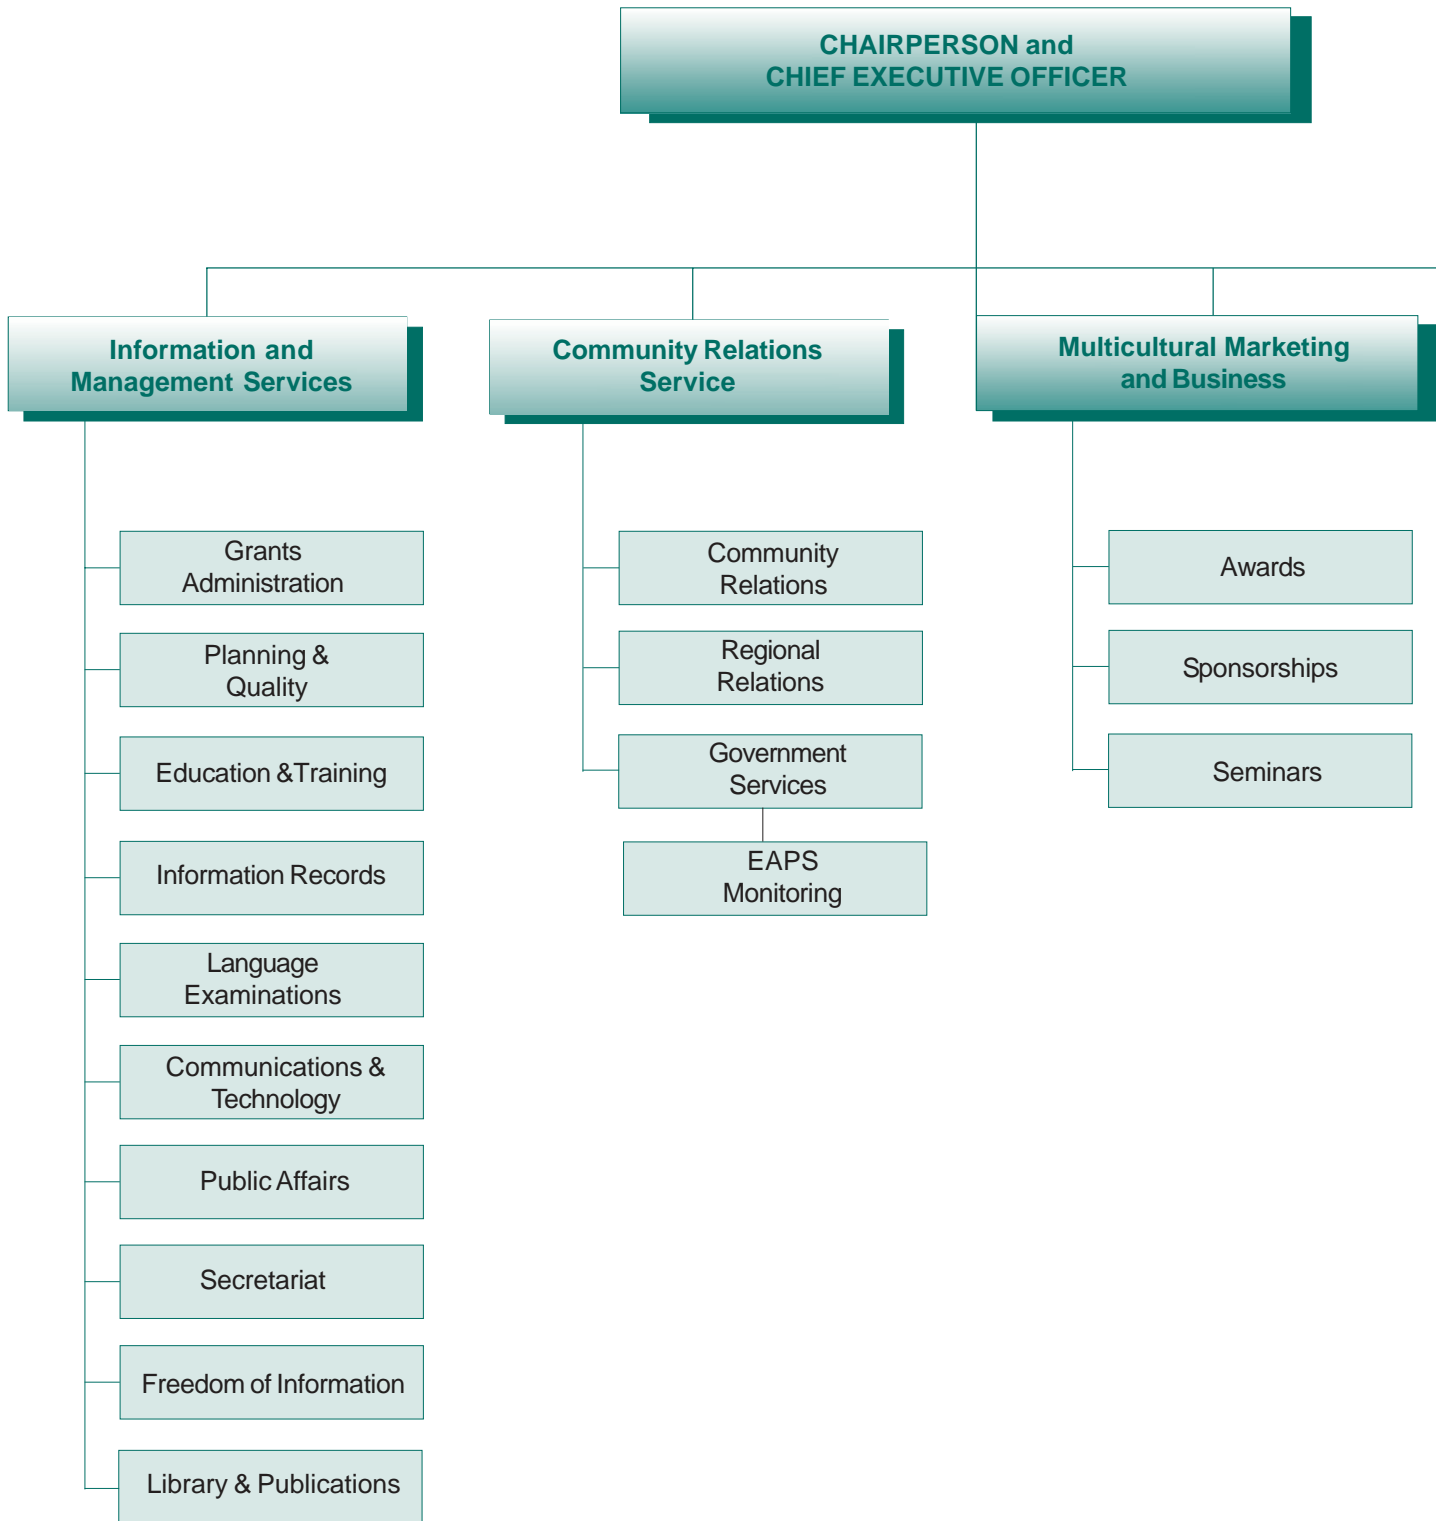 CHAIRPERSON and
CHIEF EXECUTIVE OFFICER
Information and
Management Services
Community Relations
Service
Multicultural Marketing
and Business
Grants
Administration
Planning &
Quality
Education &Training
Information Records
Language
Examinations
Communications &
Technology
Public Affairs
Secretariat
Freedom of Information
Library & Publications
Community
Relations
Regional
Relations
Government
Services
EAPS
Monitoring
Awards
Sponsorships
Seminars